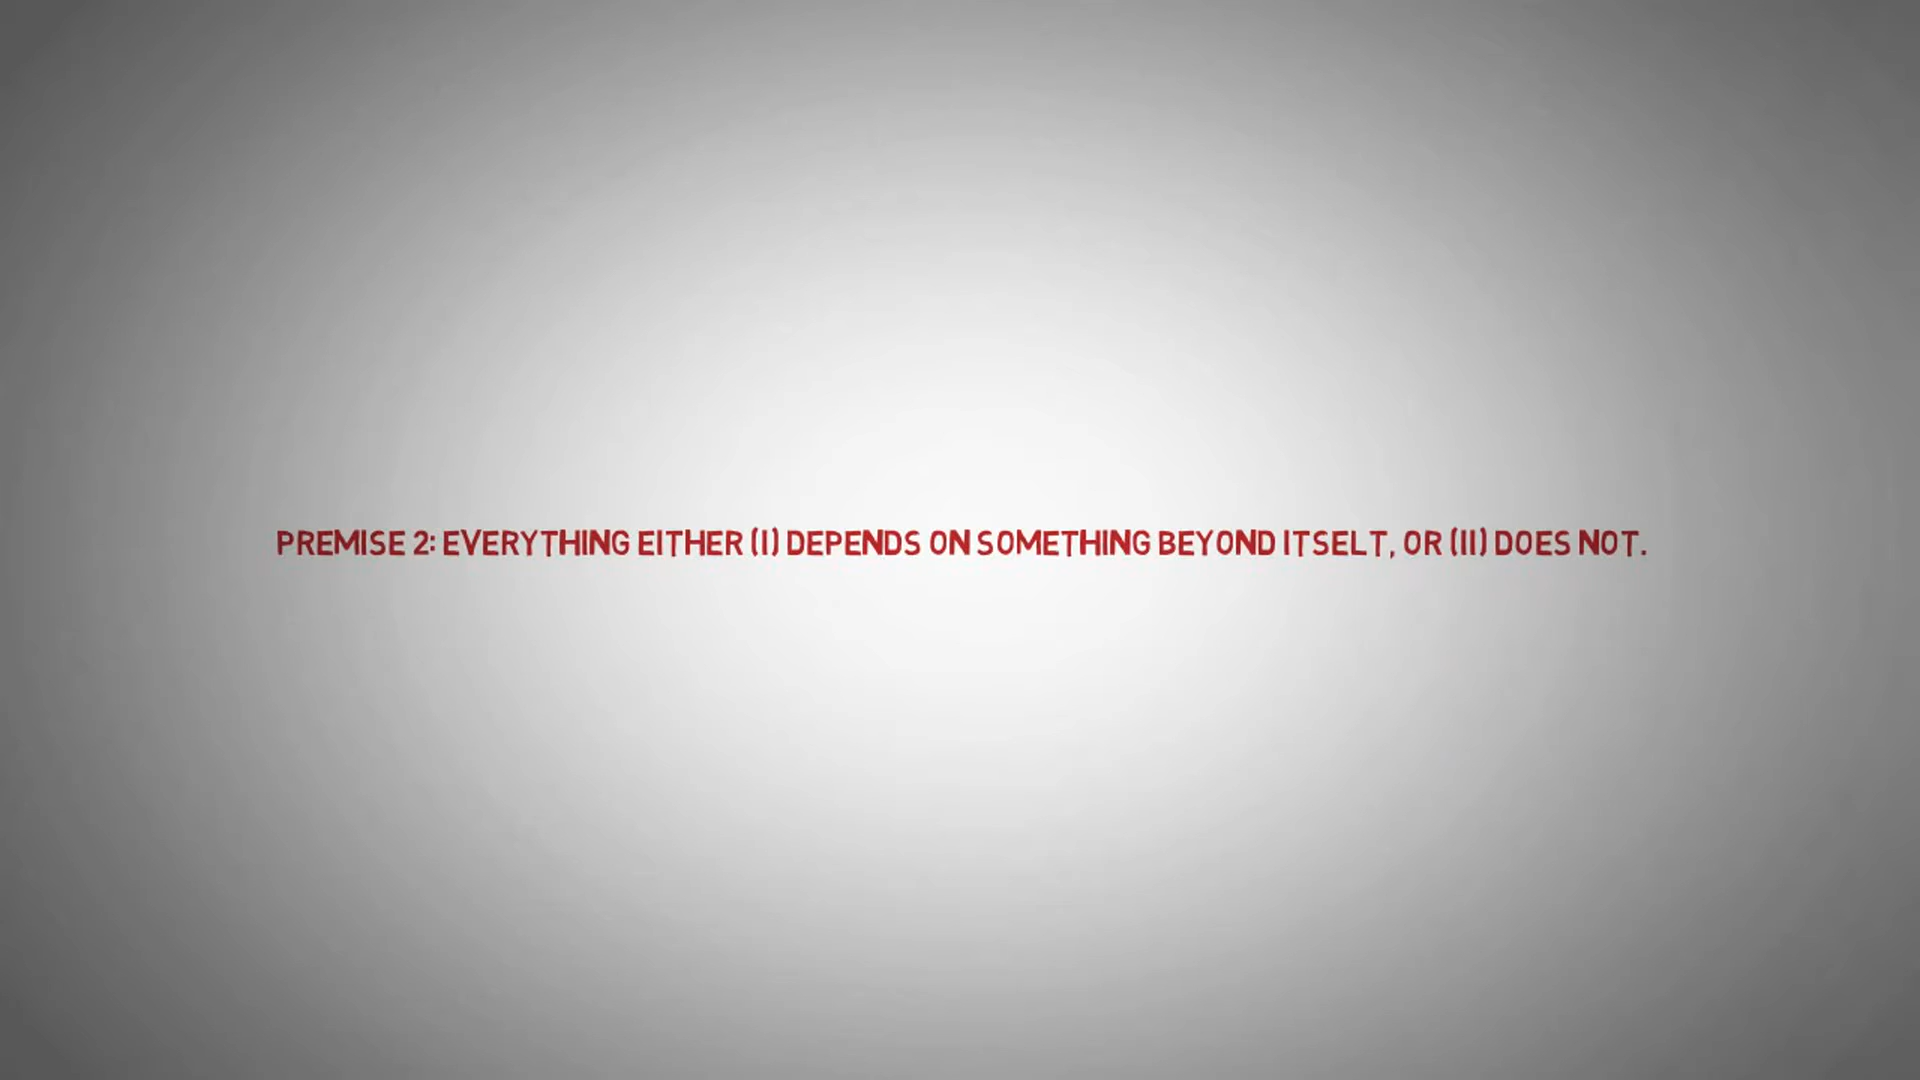 PREMISE 2: EVERYTHING EITHER (I) DEPENDS ON SOMETHING BEYOND ITSELT, OR (II) DOES NOT.